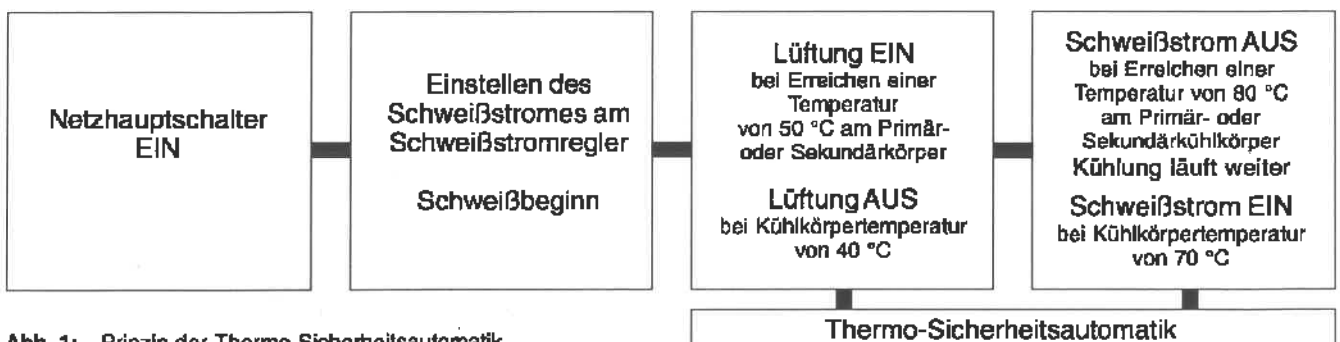 Netzhauptschalter
EIN
Einstellen des
Schweißstromes am
Schweißstromregler
Schweißbeginn
Lüftung EIN
bei Erreichen einer
Temperatur
von 50 °C am Primär-
oder Sekundärkörper
Lüftung AUS
bei Kühlkörpertemperatur
von 40 °C
Schweißstrom AUS
bei Erreichen einer
Temperatur von 80 °C
am Primär- oder
Sekundärkühlkörper
Kühlung läuft weiter
Schweißstrom EIN
bei Kühlkörpertemperatur
von 70 °C
Thermo-Sicherheitsautomatik
Abb. 1: Prinzip der Thermo-Sicherheitsautomatik